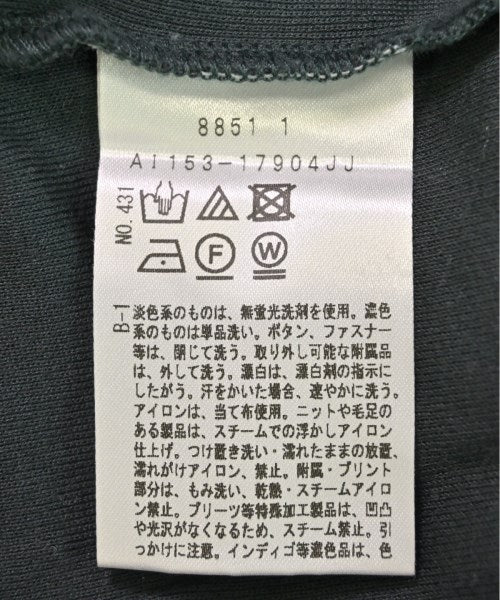 8851 1
AI153-17904JJ
NO.431
F
W
B-1
淡色系のものは、無蛍光洗剤を使用。濃色
系のものは単品洗い。ボタン、ファスナー
等は、閉じて洗う。取り外し可能な附属品
は、外して洗う。漂白は、漂白剤の指示に
したがう。汗をかいた場合、速やかに洗う。
アイロンは、当て布使用。ニットや毛足の
ある製品は、スチームでの浮かしアイロン
仕上げ。つけ置き洗い・濡れたままの放置、
濡れがけアイロン、禁止。附属・プリント
部分は、もみ洗い、乾熱・スチームアイロ
ン禁止。プリーツ等特殊加工製品は、凹凸
や光沢がなくなるため、スチーム禁止。引
っかけに注意。インディゴ等濃色品は、色